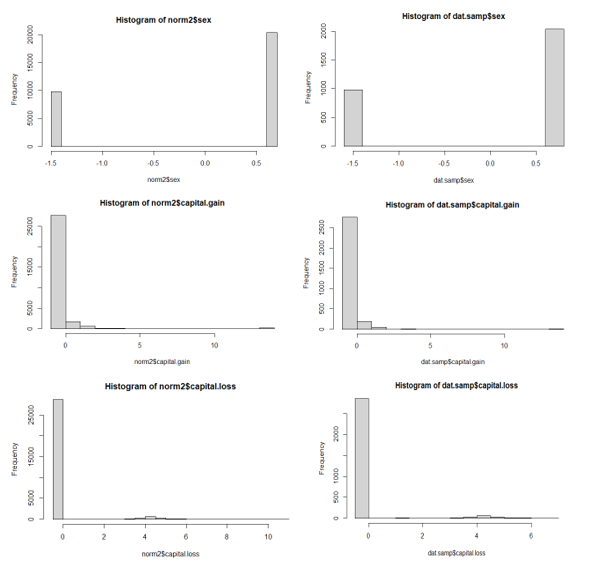 Histogram of norm2$sex
Frequency
0
5000
10000
15000
20000
-1.5 -1.0 -0.5 0.0 0.5
norm2$sex
Histogram of dat.samp$sex
Frequency
0
500
1000
1500
2000
-1.5 -1.0 -0.5 0.0 0.5
dat.samp$sex
Histogram of norm2$capital.gain
Frequency
0
5000
15000
25000
0 5 10
norm2$capital.gain
Histogram of dat.samp$capital.gain
Frequency
0
500
1000
1500
2000
2500
0 5 10
dat.samp$capital.gain
Histogram of norm2$capital.loss
Frequency
0
5000
15000
25000
0 2 4 6 8 10
norm2$capital.loss
Histogram of dat.samp$capital.loss
Frequency
0
500
1000
2000
0 2 4 6
dat.samp$capital.loss